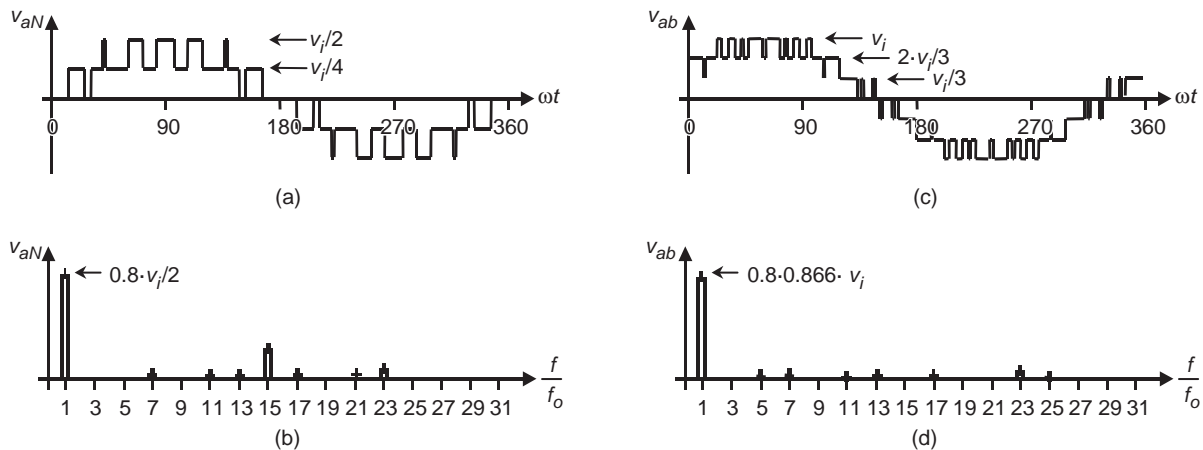 v_aN
v_i/2
v_i/4
ωt
0 90 180 270 360
(a)
v_ab
v_i
2·v_i/3
v_i/3
ωt
0 90 180 270 360
(c)
v_aN
0.8·v_i/2
f
f_o
1 3 5 7 9 11 13 15 17 19 21 23 25 27 29 31
(b)
v_ab
0.8·0.866· v_i
f
f_o
1 3 5 7 9 11 13 15 17 19 21 23 25 27 29 31
(d)